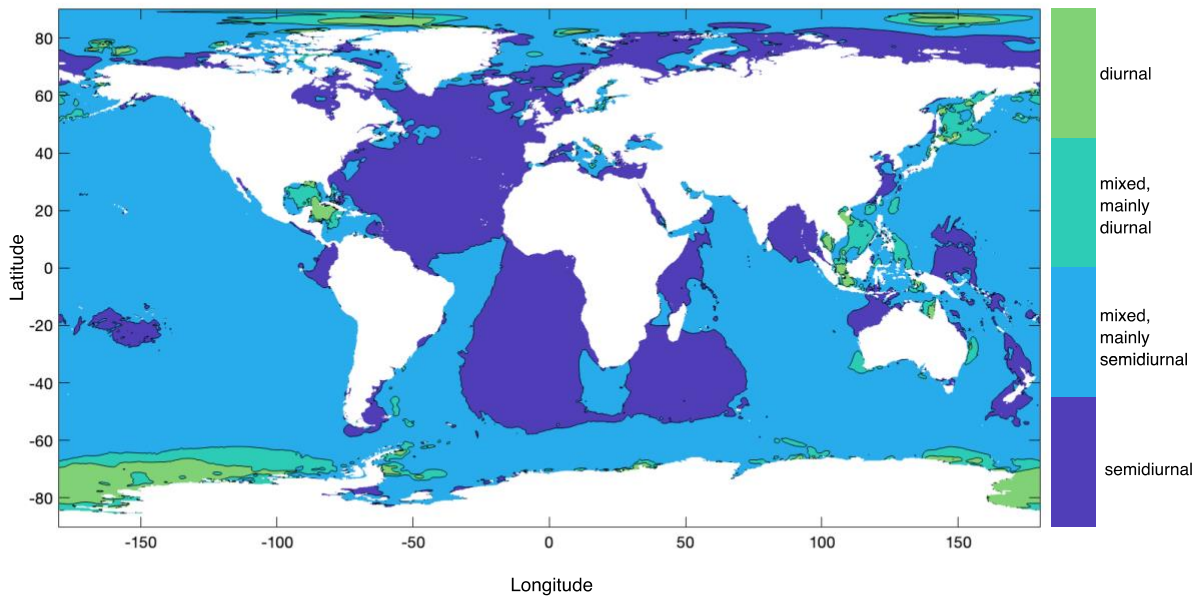 80
60
40
20
0
-20
-40
-60
-80
Latitude
-150
-100
-50
0
50
100
150
Longitude
diurnal
mixed,
mainly
diurnal
mixed,
mainly
semidiurnal
semidiurnal